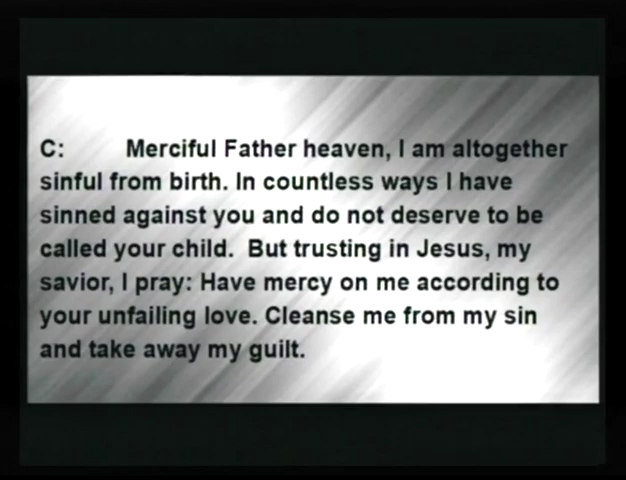 C: Merciful Father heaven, I am altogether
sinful from birth. In countless ways I have
sinned against you and do not deserve to be
called your child. But trusting in Jesus, my
savior, I pray: Have mercy on me according to
your unfailing love. Cleanse me from my sin
and take away my guilt.